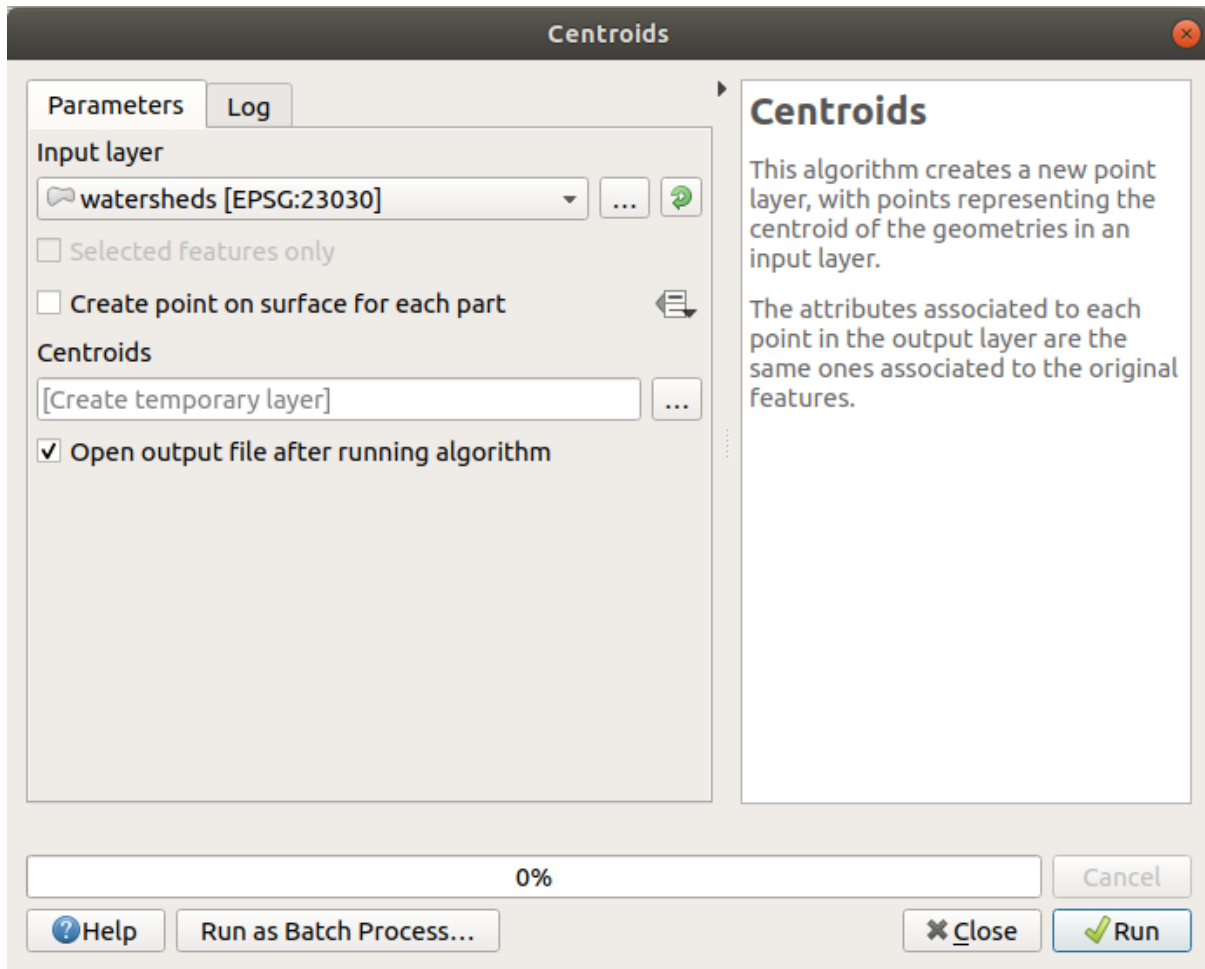 Centroids
Parameters
Log
Input layer
watersheds [EPSG:23030]
...
Selected features only
Create point on surface for each part
Centroids
[Create temporary layer]
...
Open output file after running algorithm
Centroids
This algorithm creates a new point
layer, with points representing the
centroid of the geometries in an
input layer.
The attributes associated to each
point in the output layer are the
same ones associated to the original
features.
0%
Cancel
Help
Run as Batch Process...
Close
Run